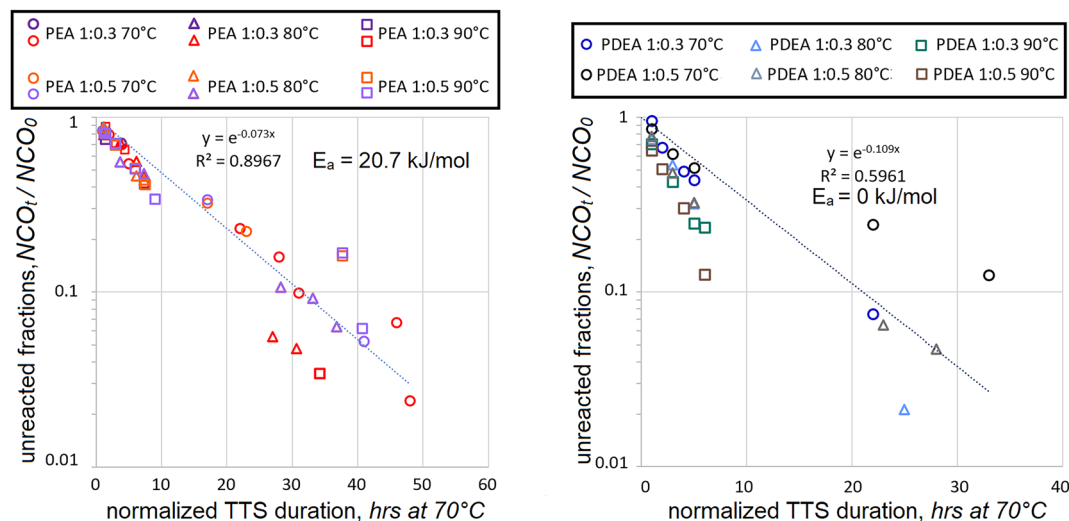 PEA 1:0.3 70°C PEA 1:0.3 80°C PEA 1:0.3 90°C
PEA 1:0.5 70°C PEA 1:0.5 80°C PEA 1:0.5 90°C
1
0.1
0.01
unreacted fractions, NCOt / NCO0
y = e^-0.073x
R² = 0.8967
Ea = 20.7 kJ/mol
0 10 20 30 40 50 60
normalized TTS duration, hrs at 70°C
PDEA 1:0.3 70°C PDEA 1:0.3 80°C PDEA 1:0.3 90°C
PDEA 1:0.5 70°C PDEA 1:0.5 80°C: PDEA 1:0.5 90°C
1
0.1
0.01
unreacted fractions, NCOt / NCO0
y = e^-0.109x
R² = 0.5961
Ea = 0 kJ/mol
0 10 20 30 40
normalized TTS duration, hrs at 70°C